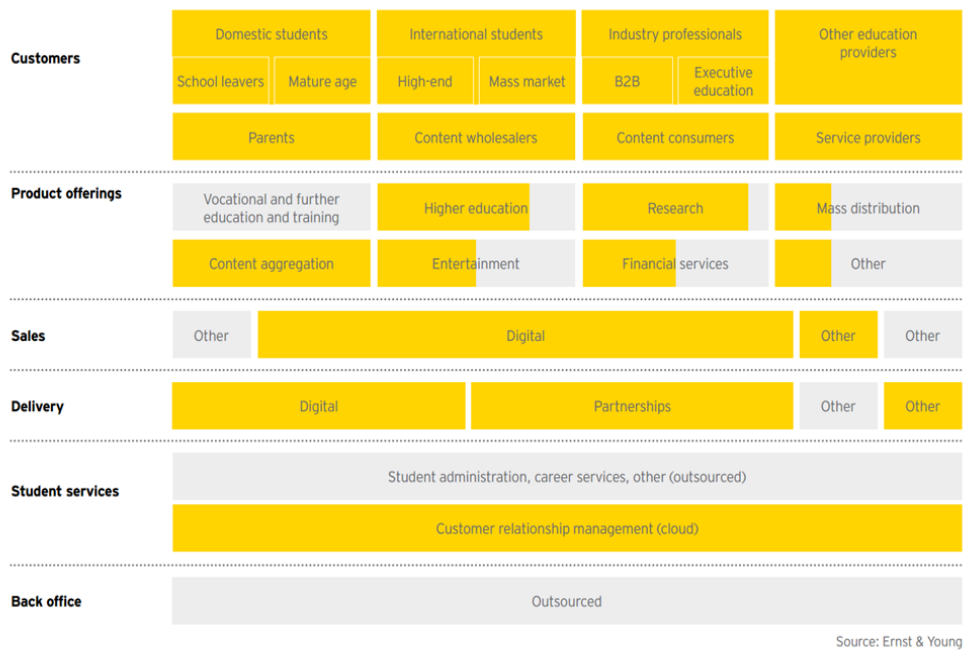 Customers
Domestic students
International students
Industry professionals
Other education
providers
School leavers
Mature age
High-end
Mass market
B2B
Executive
education
Parents
Content wholesalers
Content consumers
Service providers
Product offerings
Vocational and further
education and training
Higher education
Research
Mass distribution
Content aggregation
Entertainment
Financial services
Other
Sales
Other
Digital
Other
Other
Delivery
Digital
Partnerships
Other
Other
Student services
Student administration, career services, other (outsourced)
Customer relationship management (cloud)
Back office
Outsourced
Source: Ernst & Young